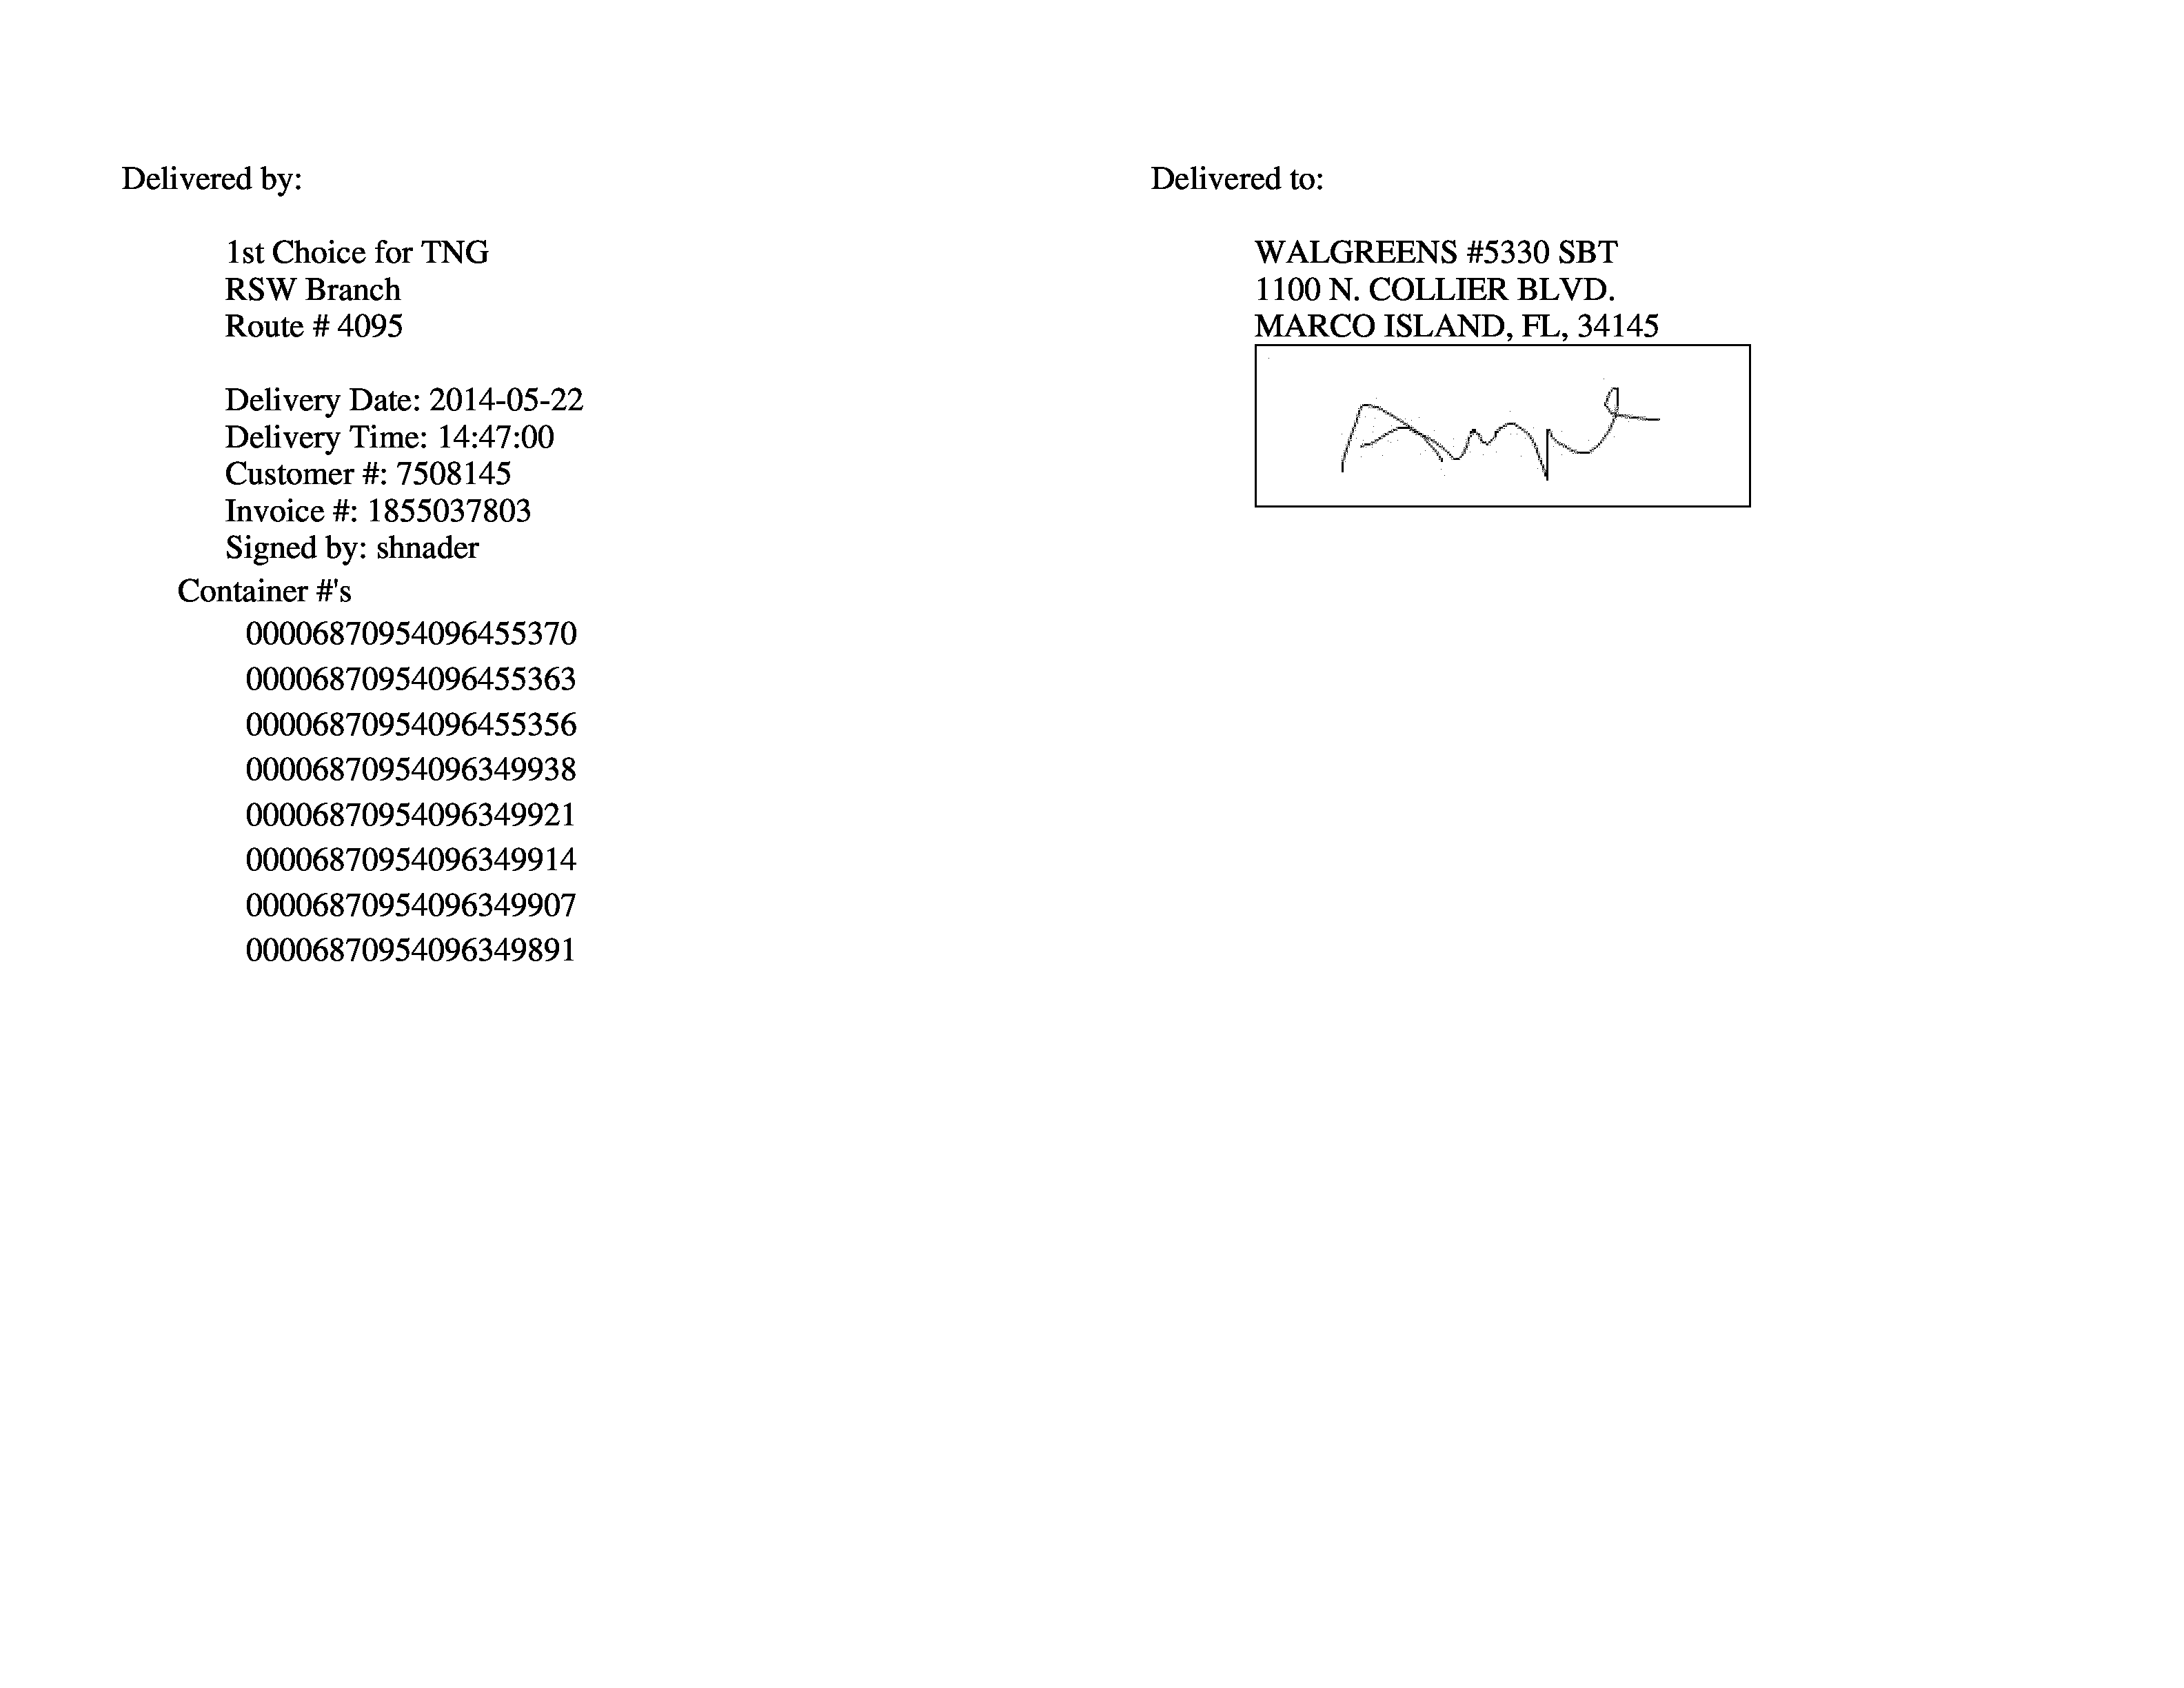 Delivered by:
1st Choice for TNG
RSW Branch
Route # 4095
Delivery Date: 2014-05-22
Delivery Time: 14:47:00
Customer #: 7508145
Invoice #: 1855037803
Signed by: shnader
Container #'s
00006870954096455370
00006870954096455363
00006870954096455356
00006870954096349938
00006870954096349921
00006870954096349914
00006870954096349907
00006870954096349891
Delivered to:
WALGREENS #5330 SBT
1100 N. COLLIER BLVD.
MARCO ISLAND, FL, 34145